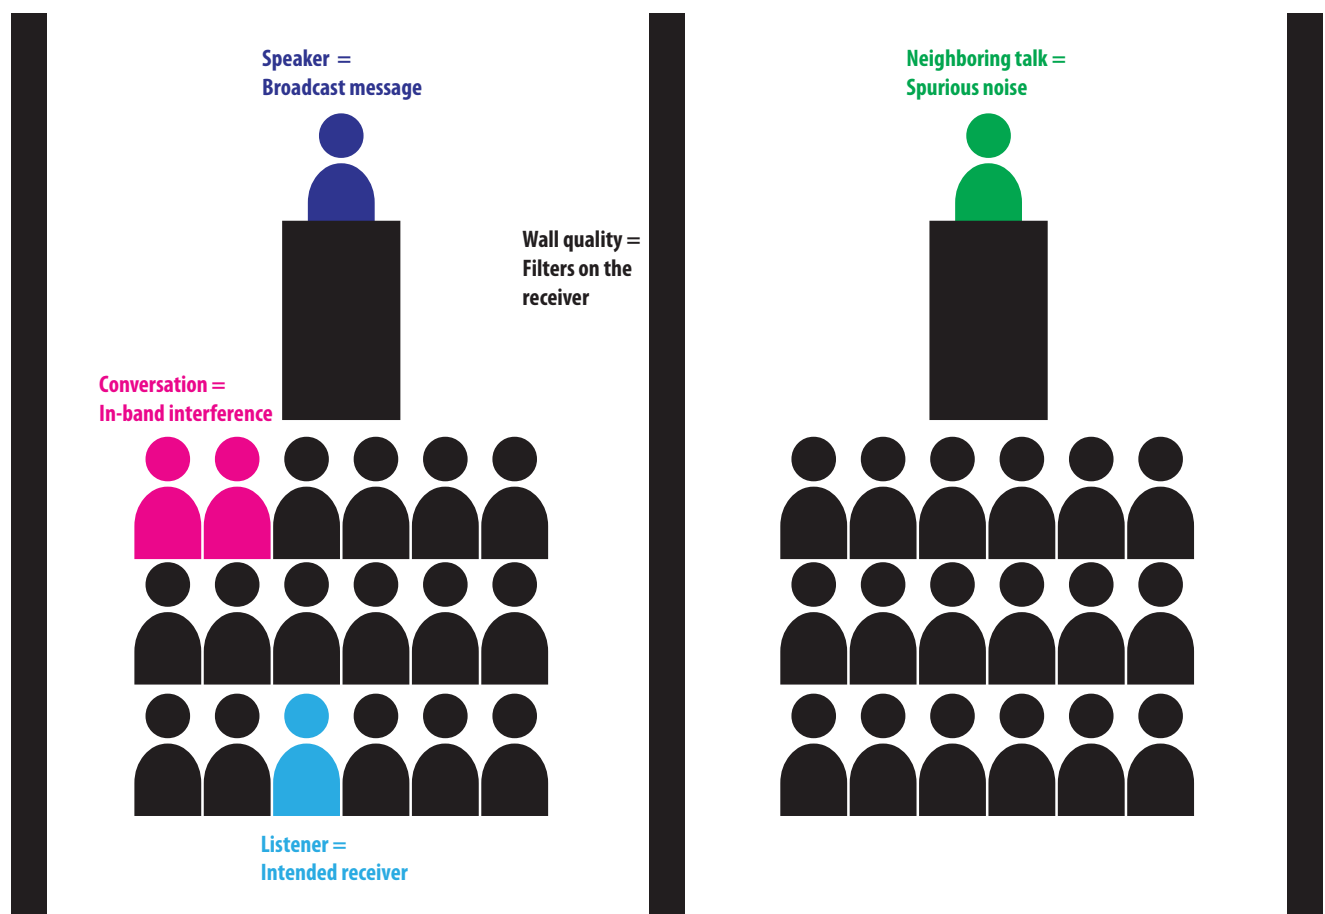 Speaker =
Broadcast message
Neighboring talk =
Spurious noise
Wall quality =
Filters on the
receiver
Conversation =
In-band interference
Listener =
Intended receiver